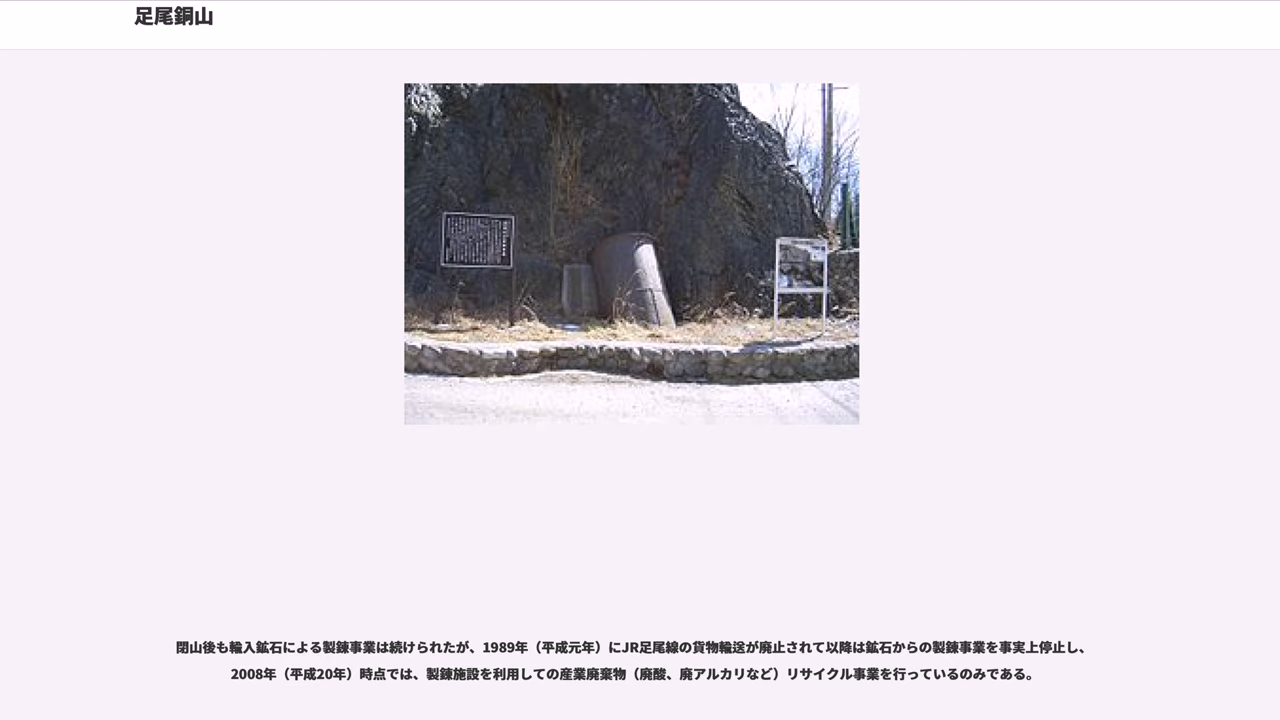 足尾銅山
閉山後も輸入鉱石による製錬事業は続けられたが、1989年（平成元年）にJR足尾線の貨物輸送が廃止されて以降は鉱石からの製錬事業を事実上停止し、
2008年（平成20年）時点では、製錬施設を利用しての産業廃棄物（廃酸、廃アルカリなど）リサイクル事業を行っているのみである。